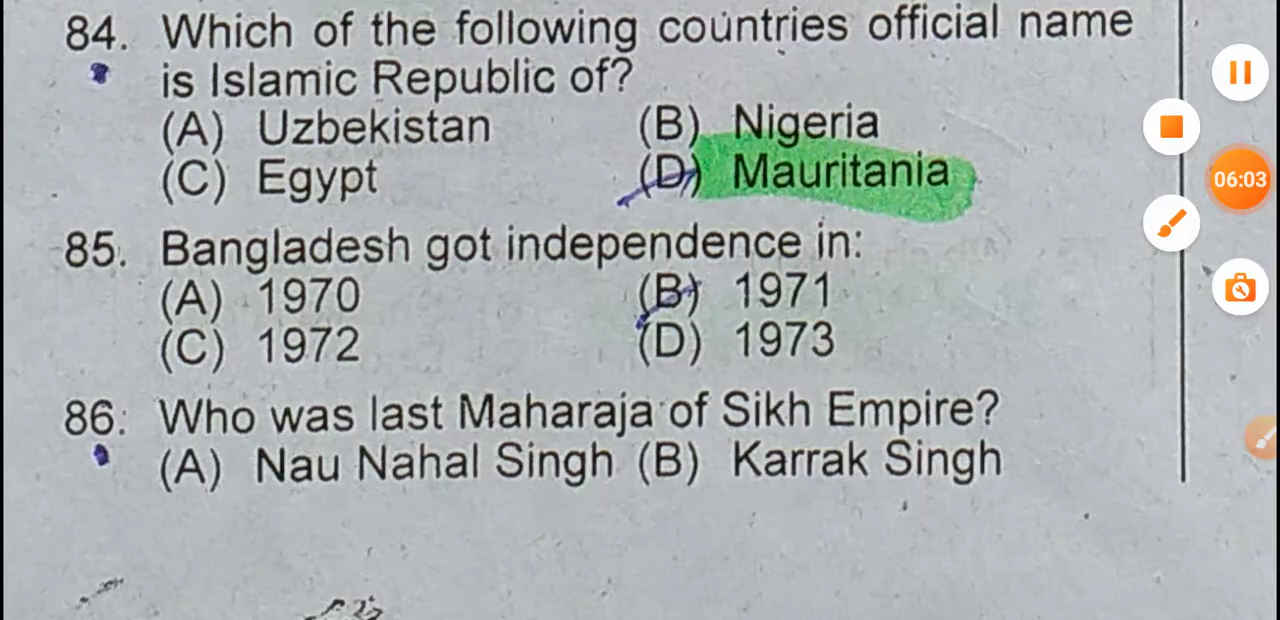 84. Which of the following countries official name
is Islamic Republic of?
(A) Uzbekistan (B) Nigeria
(C) Egypt (D) Mauritania
85. Bangladesh got independence in:
(A) 1970 (B) 1971
(C) 1972 (D) 1973
86. Who was last Maharaja of Sikh Empire?
(A) Nau Nahal Singh (B) Karrak Singh
06:03